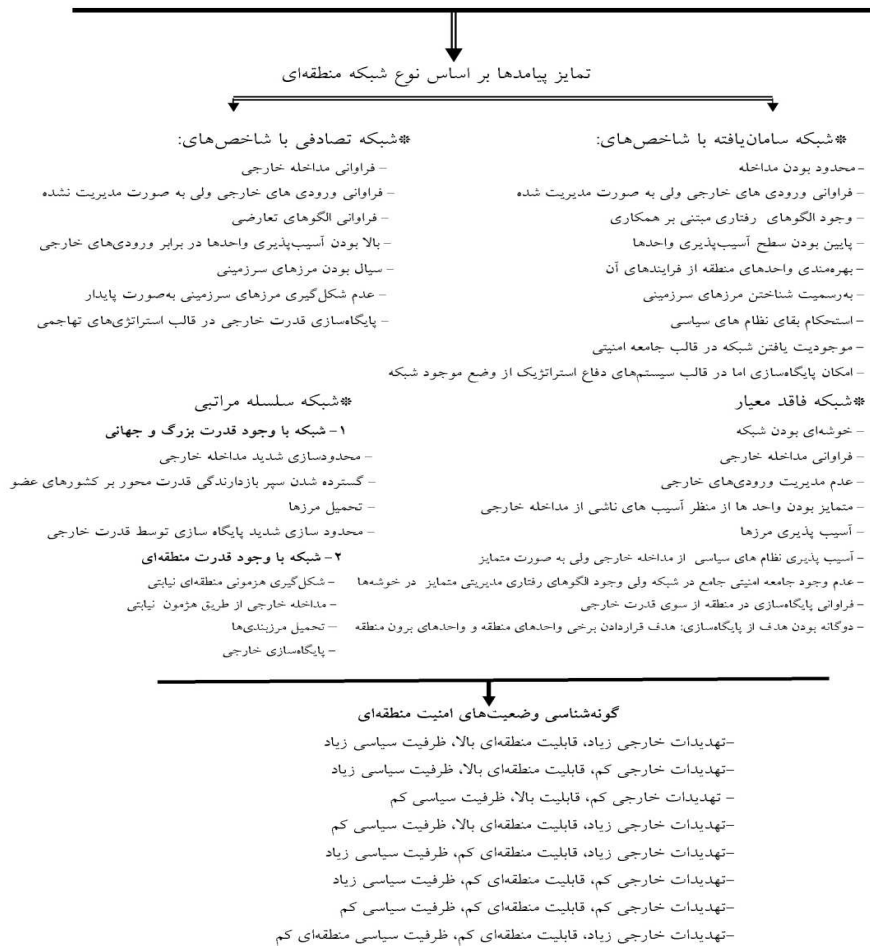 تمایز پیامدها بر اساس نوع شبکه منطقه‌ای
❊شبکه سامان‌یافته با شاخص‌های:
–محدود بودن مداخله
– فراوانی ورودی های خارجی ولی به صورت مدیریت شده
– وجود الگوهای رفتاری مبتنی بر همکاری
– پایین بودن سطح آسیب‌پذیری واحدها
– بهره‌مندی واحدهای منطقه از فرایندهای آن
– به‌رسمیت شناختن مرزهای سرزمینی
–استحکام بقای نظام های سیاسی
– موجودیت یافتن شبکه در قالب جامعه امنیتی
– امکان پایگاه‌سازی اما در قالب سیستم‌های دفاع استراتژیک از وضع موجود شبکه
❊شبکه تصادفی با شاخص‌های:
– فراوانی مداخله خارجی
– فراوانی ورودی های خارجی ولی به صورت مدیریت نشده
– فراوانی الگوهای تعارضی
– بالا بودن آسیب‌پذیری واحدها در برابر ورودی‌های خارجی
– سیال بودن مرزهای سرزمینی
– عدم شکل‌گیری مرزهای سرزمینی به‌صورت پایدار
– پایگاه‌سازی قدرت خارجی در قالب استراتژی‌های تهاجمی
❊شبکه فاقد معیار
– خوشه‌ای بودن شبکه
– فراوانی مداخله خارجی
– عدم مدیریت ورودی‌های خارجی
– متمایز بودن واحد ها از منظر آسیب های ناشی از مداخله خارجی
– آسیب پذیری مرزها
– آسیب پذیری نظام های سیاسی از مداخله خارجی ولی به صورت متمایز
–عدم وجود جامعه امنیتی جامع در شبکه ولی وجود الگوهای رفتاری مدیریتی متمایز در خوشه‌ها
– فراوانی پایگاه‌سازی در منطقه از سوی قدرت خارجی
– دوگانه بودن هدف از پایگاه‌سازی: هدف قراردادن برخی واحدهای منطقه و واحدهای برون منطقه
❊شبکه سلسله مراتبی
۱– شبکه با وجود قدرت بزرگ و جهانی
– محدودسازی شدید مداخله خارجی
– گسترده شدن سپر بازدارندگی قدرت محور بر کشورهای عضو
– تحمیل مرزها
– محدود سازی شدید پایگاه سازی توسط قدرت خارجی
۲– شبکه با وجود قدرت منطقه‌ای
– شکل‌گیری هژمونی منطقه‌ای نیابتی
–مداخله خارجی از طریق هژمون نیابتی
– تحمیل مرزبندی‌ها
– پایگاه‌سازی خارجی
گونه‌شناسی وضعیت‌های امنیت منطقه‌ای
–تهدیدات خارجی زیاد، قابلیت منطقه‌ای بالا، ظرفیت سیاسی زیاد
–تهدیدات خارجی کم، قابلیت منطقه‌ای بالا، ظرفیت سیاسی زیاد
– تهدیدات خارجی کم، قابلیت بالا، ظرفیت سیاسی کم
–تهدیدات خارجی زیاد، قابلیت منطقه‌ای بالا، ظرفیت سیاسی کم
–تهدیدات خارجی زیاد، قابلیت منطقه‌ای کم، ظرفیت سیاسی زیاد
–تهدیدات خارجی کم، قابلیت منطقه‌ای کم، ظرفیت سیاسی زیاد
–تهدیدات خارجی کم، قابلیت منطقه‌ای کم، ظرفیت سیاسی کم
–تهدیدات خارجی زیاد، قابلیت منطقه‌ای کم، ظرفیت سیاسی منطقه‌ای کم